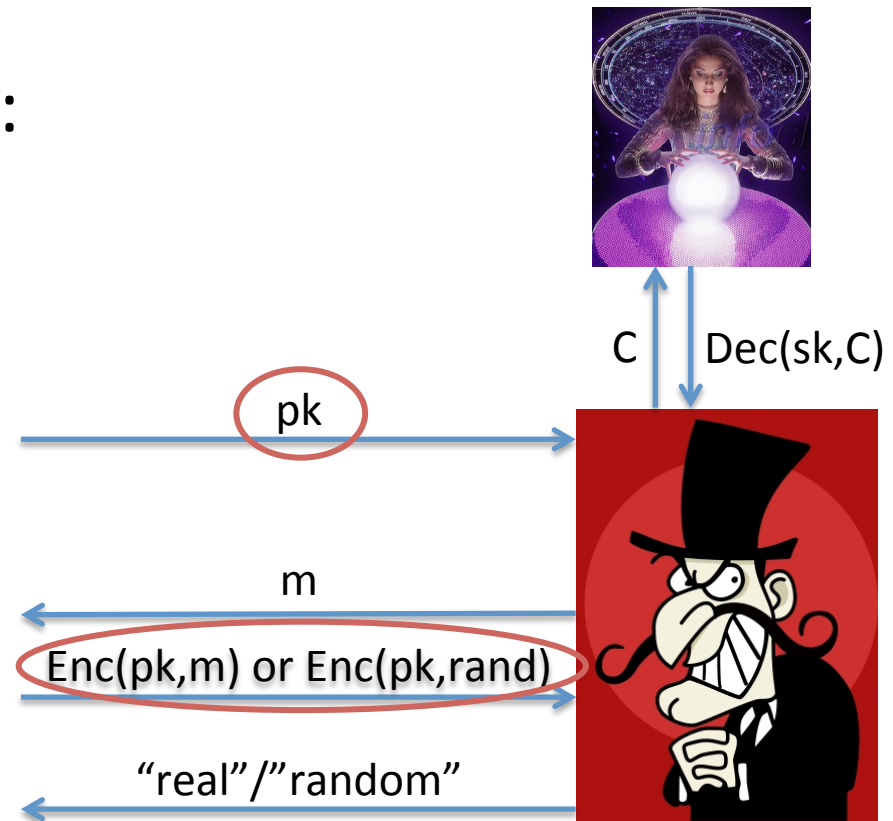 :
C
Dec(sk,C)
pk
m
Enc(pk,m) or Enc(pk,rand)
“real”/”random”